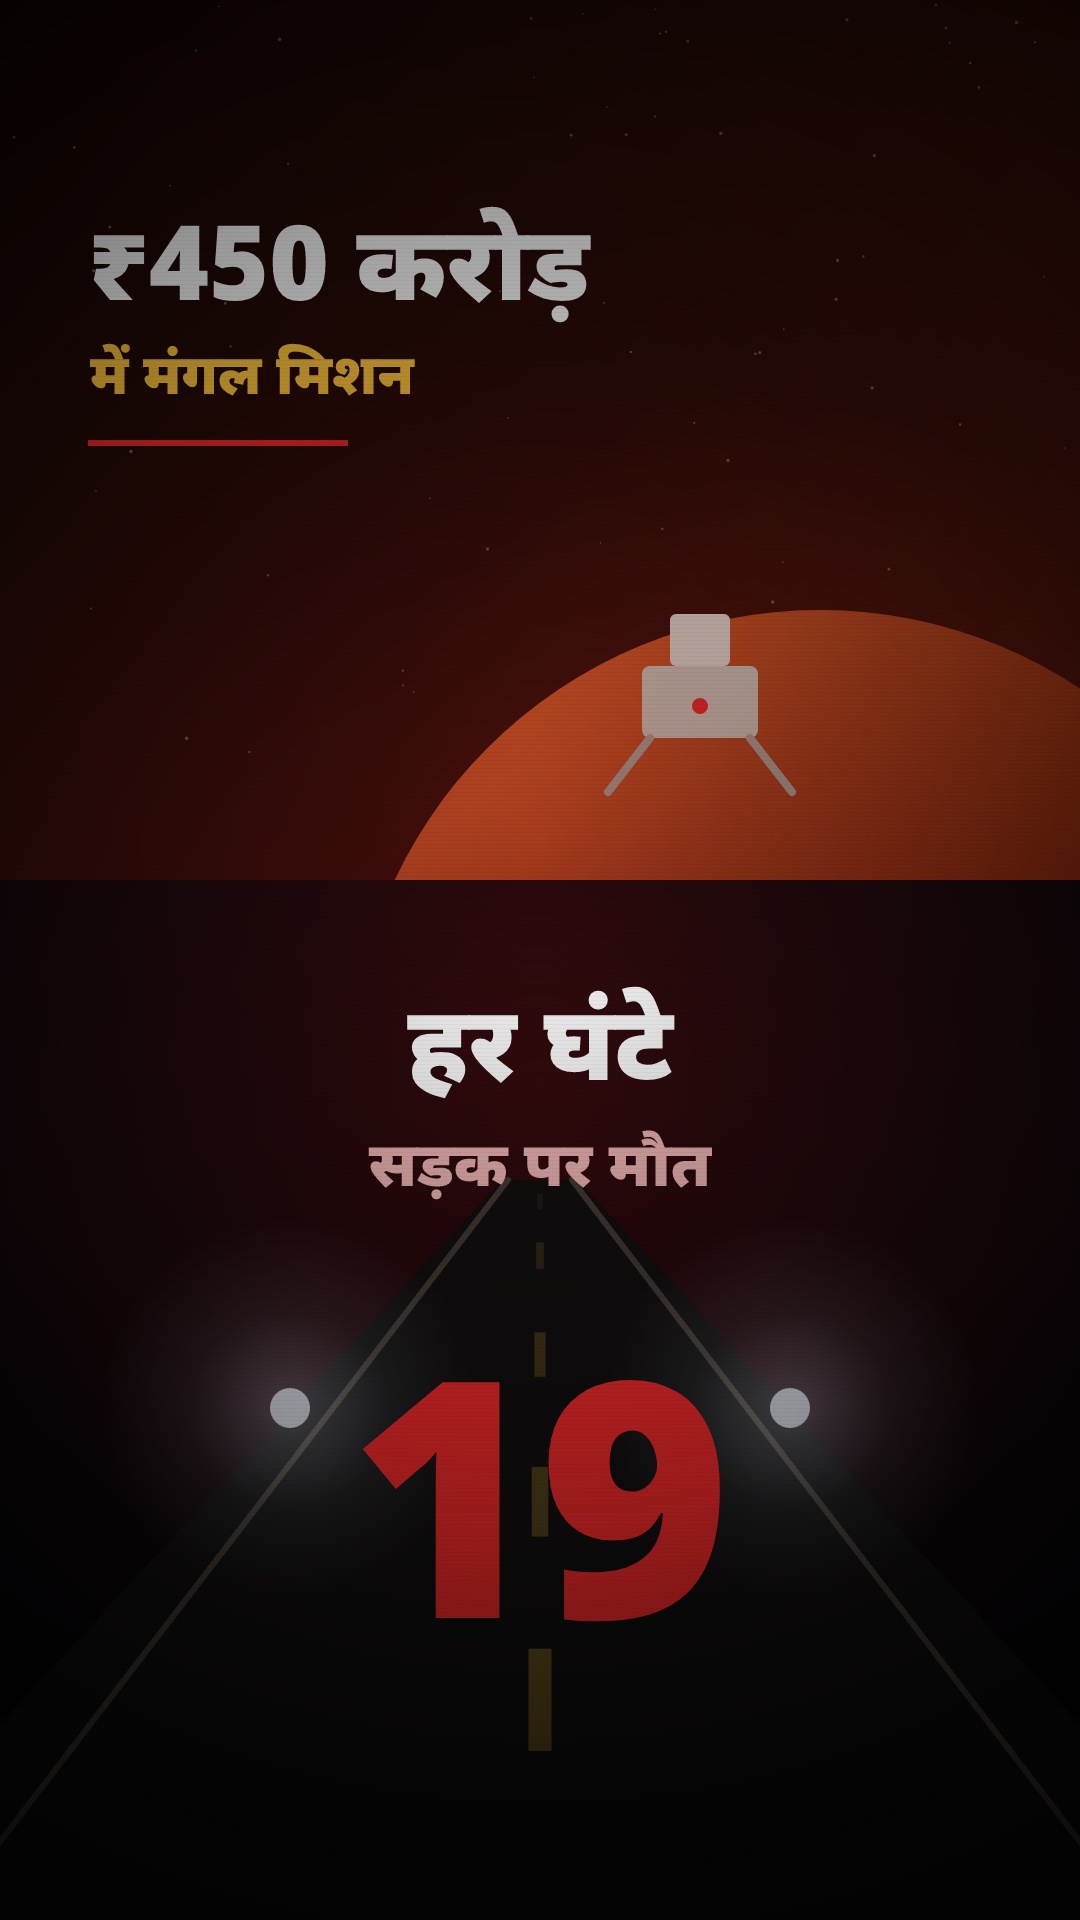 ₹450 करोड़
में मंगल मिशन
हर घंटे
सड़क पर मौत
19